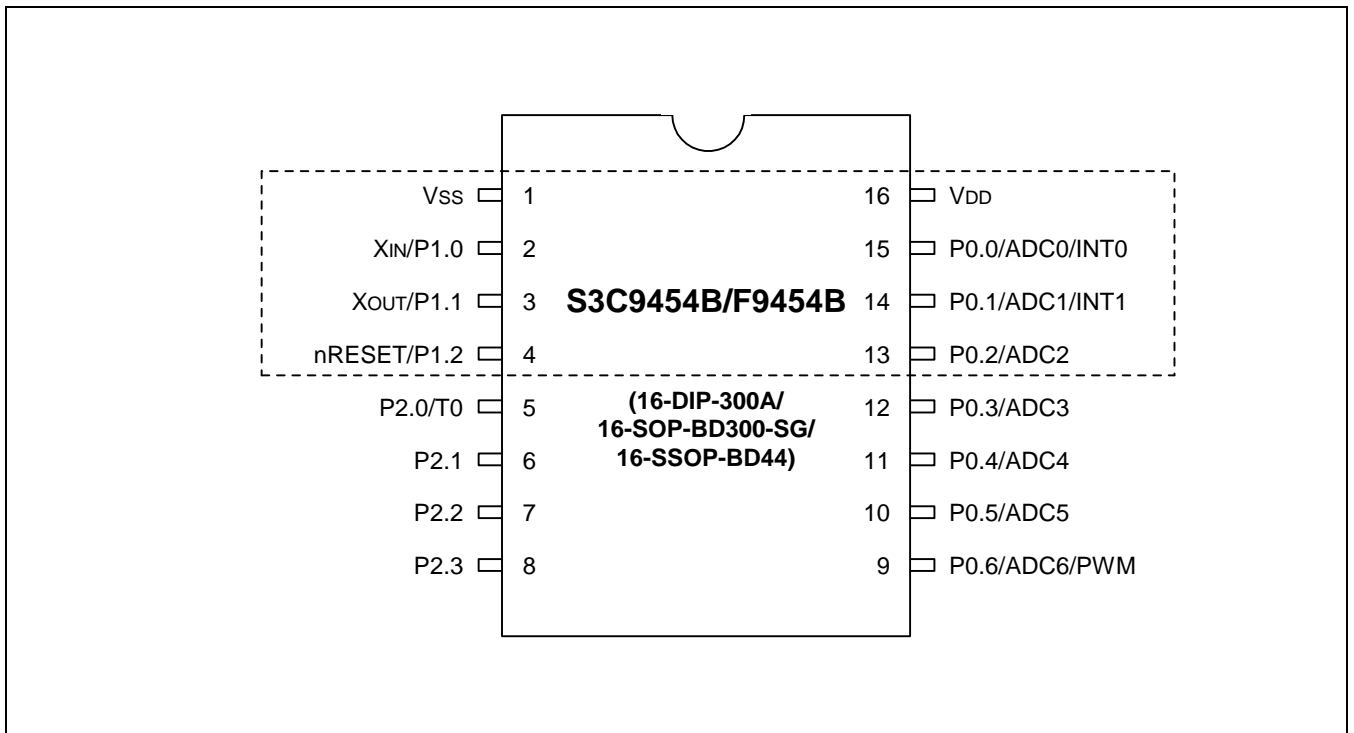 VSS 1 16 VDD
XIN/P1.0 2 15 P0.0/ADC0/INT0
XOUT/P1.1 3 S3C9454B/F9454B 14 P0.1/ADC1/INT1
nRESET/P1.2 4 13 P0.2/ADC2
P2.0/T0 5 (16-DIP-300A/ 12 P0.3/ADC3
16-SOP-BD300-SG/
P2.1 6 16-SSOP-BD44) 11 P0.4/ADC4
P2.2 7 10 P0.5/ADC5
P2.3 8 9 P0.6/ADC6/PWM